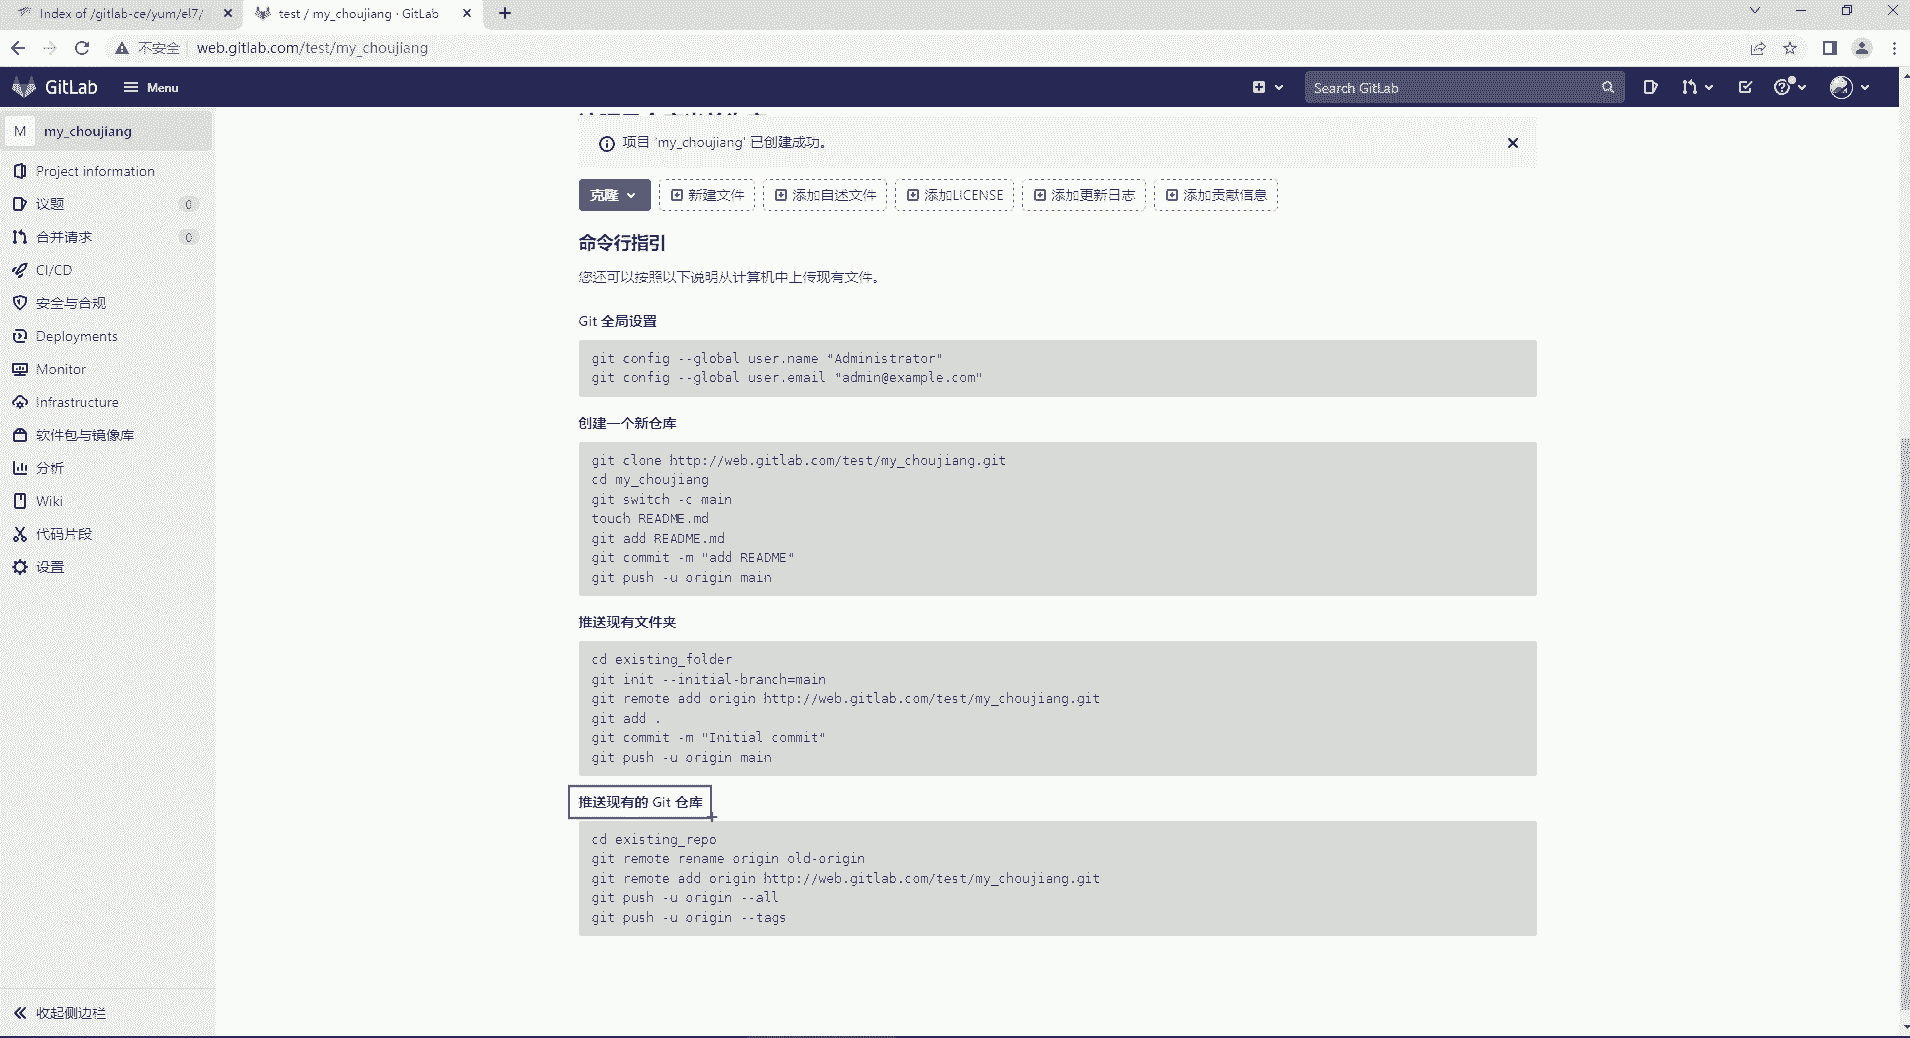 Index of /gitlab-ce/yum/el7/
test / my_choujiang · GitLab
不安全
web.gitlab.com/test/my_choujiang
GitLab
Menu
Search GitLab
M
my_choujiang
Project information
议题
0
合并请求
0
CI/CD
安全与合规
Deployments
Monitor
Infrastructure
软件包与镜像库
分析
Wiki
代码片段
设置
收起侧边栏
项目 'my_choujiang' 已创建成功。
克隆
新建文件
添加自述文件
添加LICENSE
添加更新日志
添加贡献信息
命令行指引
您还可以按照以下说明从计算机中上传现有文件。
Git 全局设置
git config --global user.name "Administrator"
git config --global user.email "admin@example.com"
创建一个新仓库
git clone http://web.gitlab.com/test/my_choujiang.git
cd my_choujiang
git switch -c main
touch README.md
git add README.md
git commit -m "add README"
git push -u origin main
推送现有文件夹
cd existing_folder
git init --initial-branch=main
git remote add origin http://web.gitlab.com/test/my_choujiang.git
git add .
git commit -m "Initial commit"
git push -u origin main
推送现有的 Git 仓库
cd existing_repo
git remote rename origin old-origin
git remote add origin http://web.gitlab.com/test/my_choujiang.git
git push -u origin --all
git push -u origin --tags